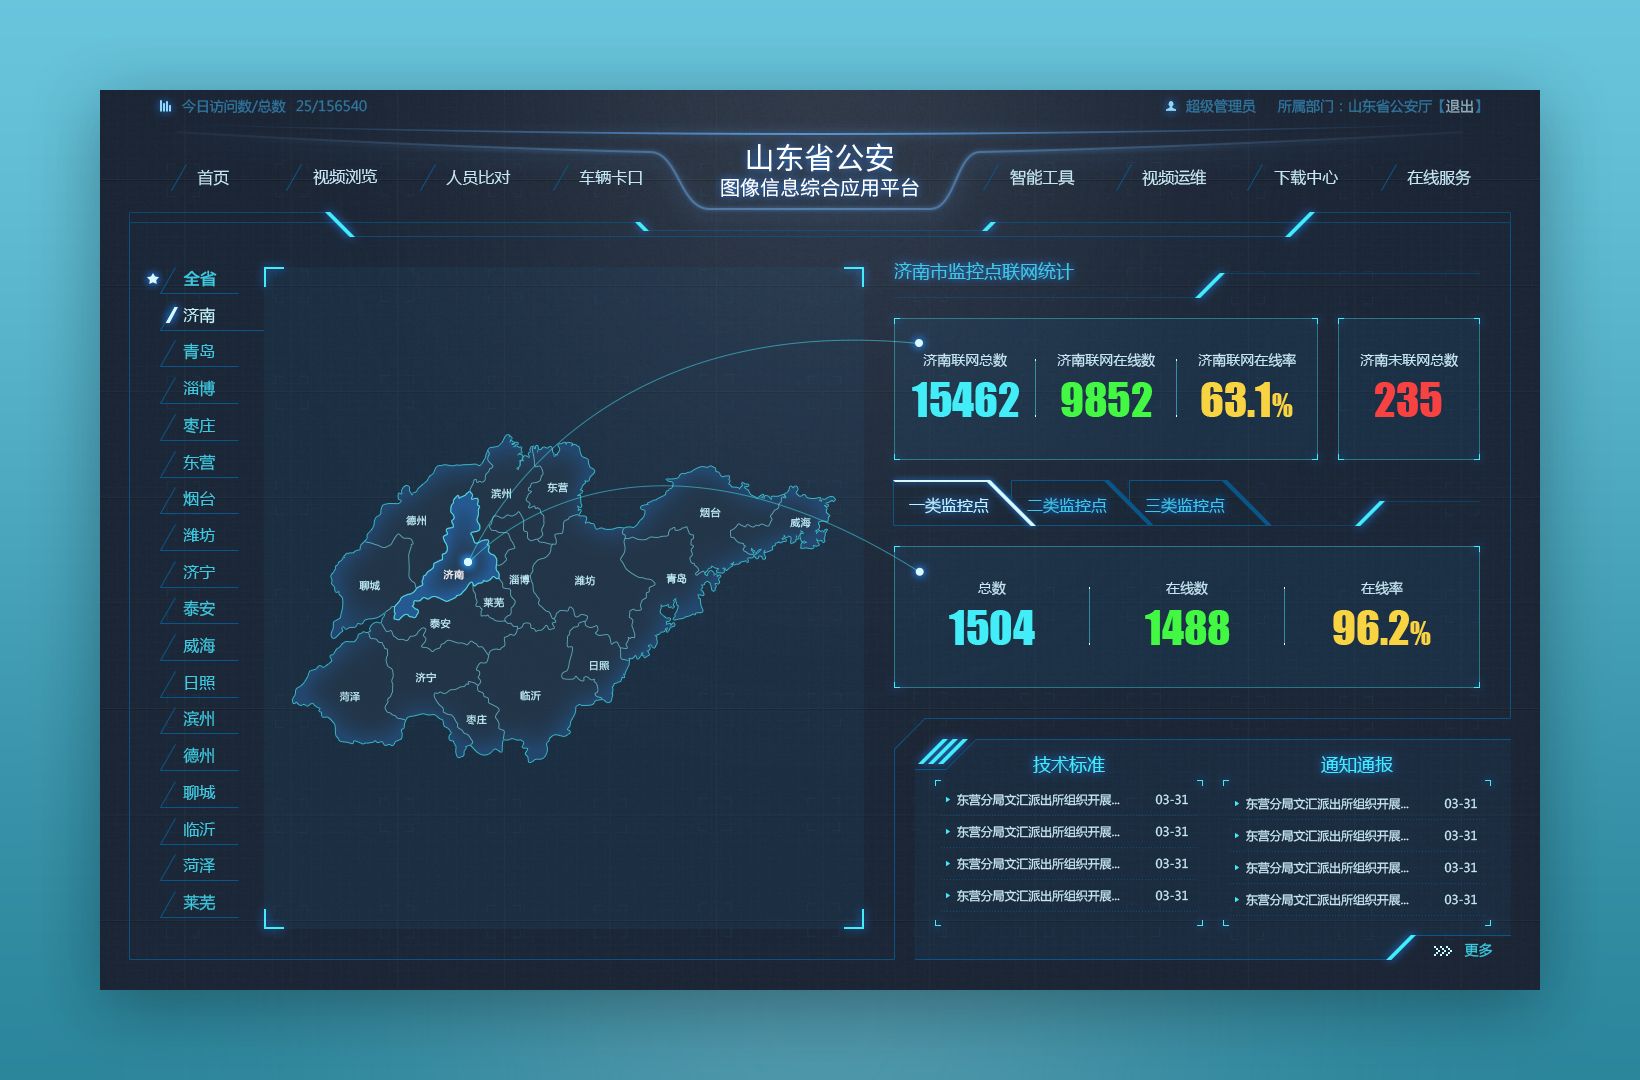 今日访问数/总数 25/156540
超级管理员 所属部门：山东省公安厅【退出】
山东省公安
图像信息综合应用平台
首页 视频浏览 人员比对 车辆卡口 智能工具 视频运维 下载中心 在线服务
全省
济南
青岛
淄博
枣庄
东营
烟台
潍坊
济宁
泰安
威海
日照
滨州
德州
聊城
临沂
菏泽
莱芜
滨州
东营
德州
烟台
威海
济南
聊城
淄博
潍坊
青岛
莱芜
泰安
日照
济宁
菏泽
临沂
枣庄
济南市监控点联网统计
济南联网总数 济南联网在线数 济南联网在线率 济南未联网总数
15462 9852 63.1% 235
一类监控点 二类监控点 三类监控点
总数 在线数 在线率
1504 1488 96.2%
技术标准
东营分局文汇派出所组织开展... 03-31
东营分局文汇派出所组织开展... 03-31
东营分局文汇派出所组织开展... 03-31
东营分局文汇派出所组织开展... 03-31
通知通报
东营分局文汇派出所组织开展... 03-31
东营分局文汇派出所组织开展... 03-31
东营分局文汇派出所组织开展... 03-31
东营分局文汇派出所组织开展... 03-31
更多